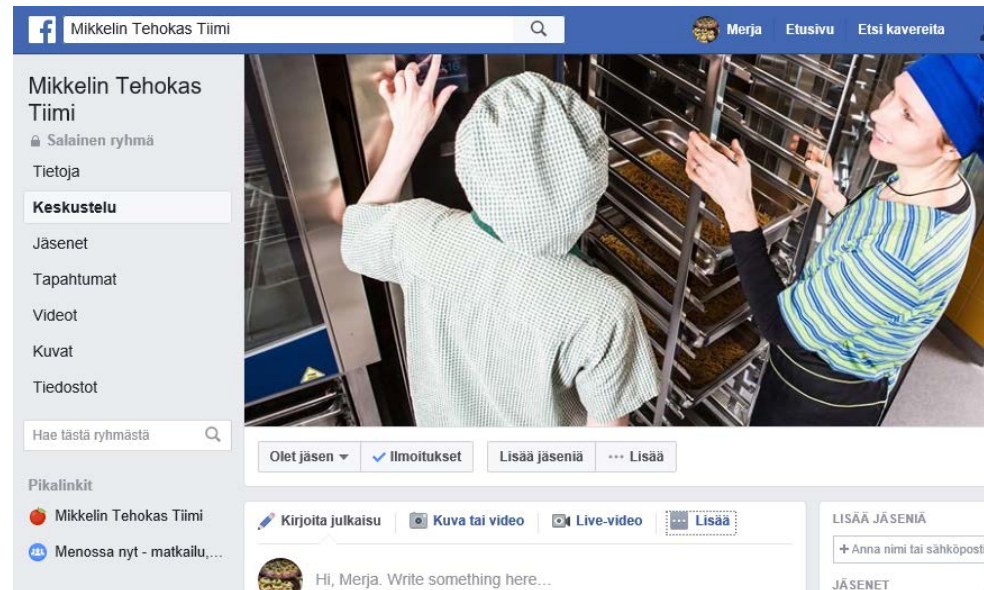 Mikkelin Tehokas Tiimi
Merja Etusivu Etsi kavereita
Mikkelin Tehokas
Tiimi
Salainen ryhmä
Tietoja
Keskustelu
Jäsenet
Tapahtumat
Videot
Kuvat
Tiedostot
Hae tästä ryhmästä
Pikalinkit
Mikkelin Tehokas Tiimi
Menossa nyt - matkailu,...
Olet jäsen Ilmoitukset Lisää jäseniä ··· Lisää
Kirjoita julkaisu Kuva tai video Live-video Lisää
Hi, Merja. Write something here...
LISÄÄ JÄSENIÄ
+ Anna nimi tai sähköposti
JÄSENET